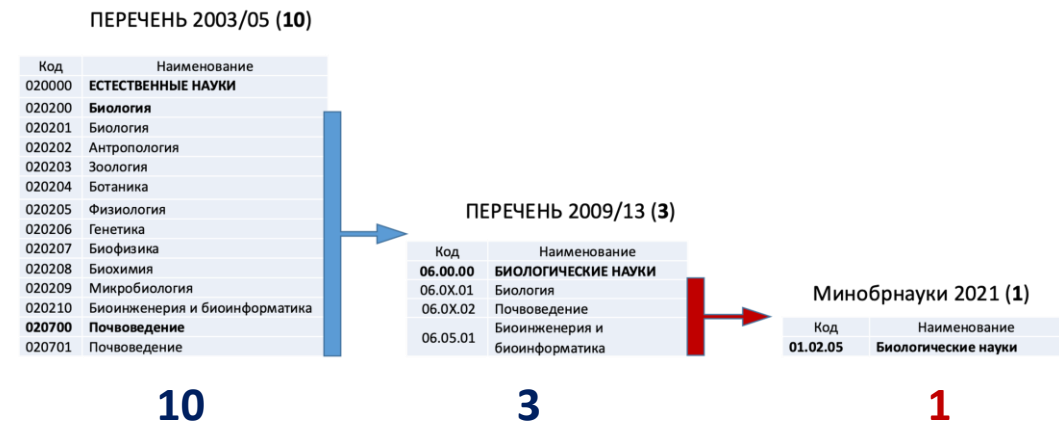 ПЕРЕЧЕНЬ 2003/05 (10)
Код Наименование
020000 ЕСТЕСТВЕННЫЕ НАУКИ
020200 Биология
020201 Биология
020202 Антропология
020203 Зоология
020204 Ботаника
020205 Физиология
020206 Генетика
020207 Биофизика
020208 Биохимия
020209 Микробиология
020210 Биоинженерия и биоинформатика
020700 Почвоведение
020701 Почвоведение
10
ПЕРЕЧЕНЬ 2009/13 (3)
Код Наименование
06.00.00 БИОЛОГИЧЕСКИЕ НАУКИ
06.0X.01 Биология
06.0X.02 Почвоведение
06.05.01 Биоинженерия и
биоинформатика
3
Минобрнауки 2021 (1)
Код Наименование
01.02.05 Биологические науки
1